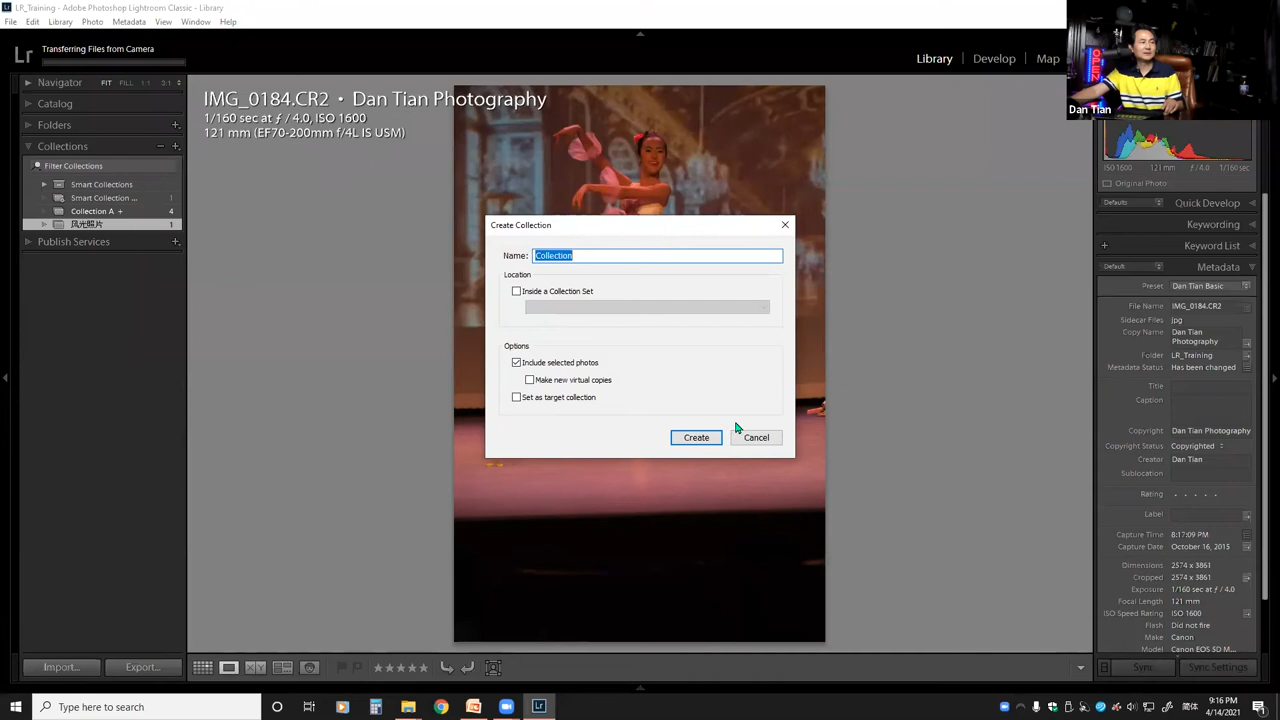 LR_Training - Adobe Photoshop Lightroom Classic - Library
File Edit Library Photo Metadata View Window Help
Lr Transferring Files from Camera
Library Develop Map
OPEN
Dan Tian
Navigator FIT FILL 1:1 3:1
Catalog
Folders +
Collections − +
Filter Collections
Smart Collections
Smart Collection ... 1
Collection A + 4
风光照片 1
Publish Services +
Import...
Export...
IMG_0184.CR2 • Dan Tian Photography
1/160 sec at ƒ / 4.0, ISO 1600
121 mm (EF70-200mm f/4L IS USM)
Create Collection
Name: Collection
Location
Inside a Collection Set
Options
Include selected photos
Make new virtual copies
Set as target collection
Create Cancel
ISO 1600 121 mm ƒ / 4.0 1/160 sec
Original Photo
Defaults Quick Develop
Keywording
+ Keyword List
Default Metadata
Preset Dan Tian Basic
File Name IMG_0184.CR2
Sidecar Files jpg
Copy Name Dan Tian Photography
Folder LR_Training
Metadata Status Has been changed
Title
Caption
Copyright Dan Tian Photography
Copyright Status Copyrighted
Creator Dan Tian
Sublocation
Rating . . . . .
Label
Capture Time 8:17:09 PM
Capture Date October 16, 2015
Dimensions 2574 x 3861
Cropped 2574 x 3861
Exposure 1/160 sec at ƒ / 4.0
Focal Length 121 mm
ISO Speed Rating ISO 1600
Flash Did not fire
Make Canon
Model Canon EOS 5D M...
Sync Sync Settings
Type here to search
简体
9:16 PM
4/14/2021